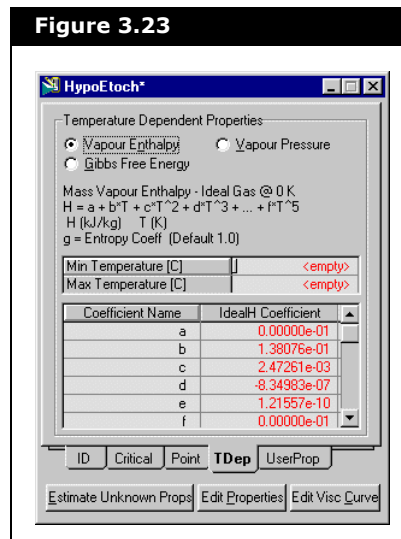 Figure 3.23
HypoEtoch*
Temperature Dependent Properties
Vapour Enthalpy Vapour Pressure
Gibbs Free Energy
Mass Vapour Enthalpy - Ideal Gas @ 0 K
H = a + b*T + c*T^2 + d*T^3 + ... + f*T^5
H (kJ/kg) T (K)
g = Entropy Coeff (Default 1.0)
Min Temperature [C] <empty>
Max Temperature [C] <empty>
Coefficient Name IdealH Coefficient
a 0.00000e-01
b 1.38076e-01
c 2.47261e-03
d -8.34983e-07
e 1.21557e-10
f 0.00000e-01
ID Critical Point TDep UserProp
Estimate Unknown Props Edit Properties Edit Visc Curve